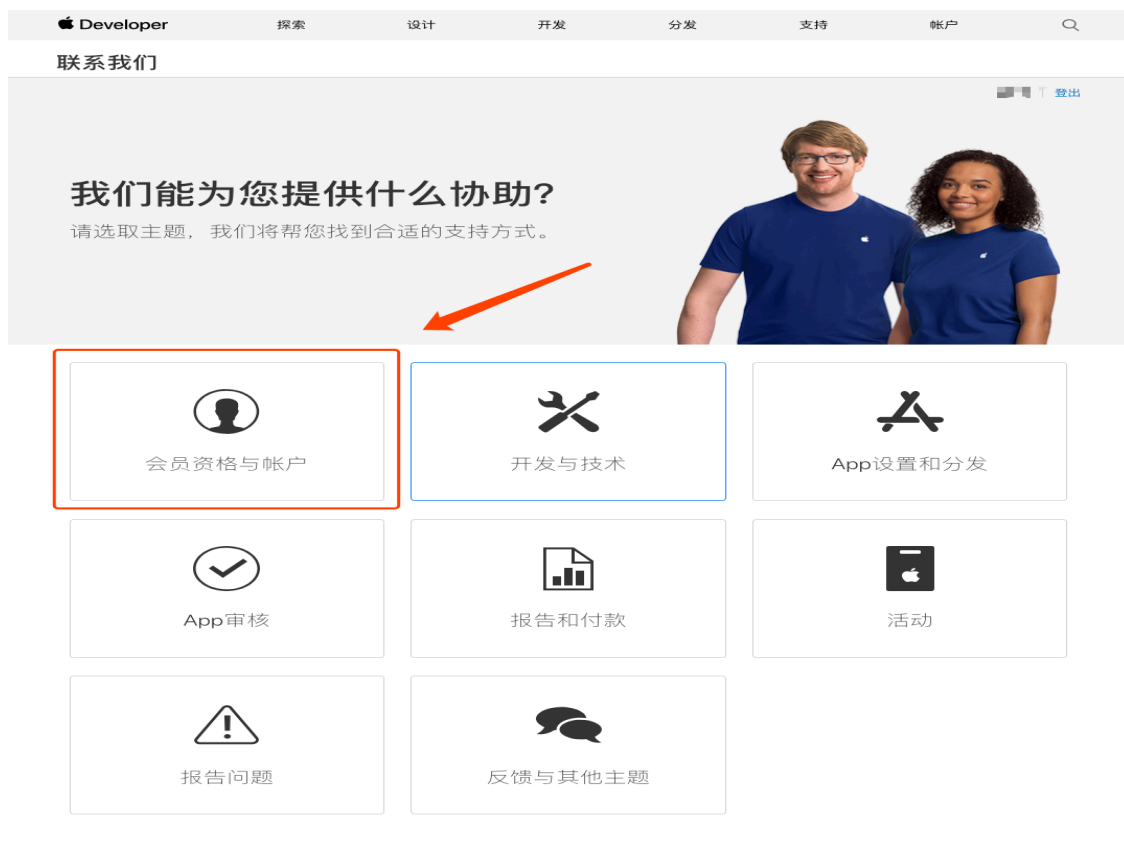 Developer 探索 设计 开发 分发 支持 帐户
联系我们
登出
我们能为您提供什么协助?
请选取主题，我们将帮您找到合适的支持方式。
会员资格与帐户 开发与技术 App设置和分发
App审核 报告和付款 活动
报告问题 反馈与其他主题